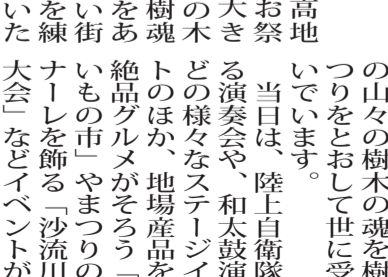 高地
お祭
大き
の木
樹魂
をあ
い街
を練
いた
の山々の樹木の魂を樹
つりをとおして世に受
いでいます。
当日は、陸上自衛隊
る演奏会や、和太鼓演
どの様々なステージイ
トのほか、地場産品を
絶品グルメがそろう「
いもの市」やまつりの
ナーレを飾る「沙流川
大会」などイベントが